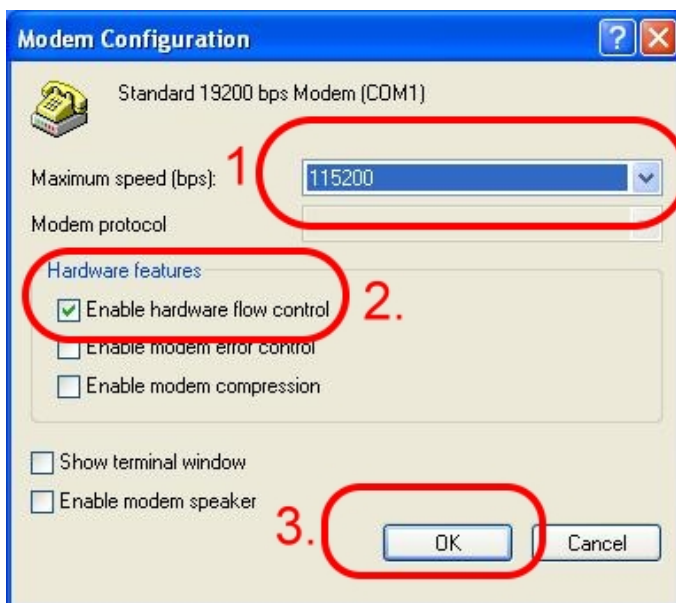 Modem Configuration
Standard 19200 bps Modem (COM1)
1
Maximum speed (bps):
115200
Modem protocol
Hardware features
Enable hardware flow control
2.
Enable modem error control
Enable modem compression
Show terminal window
Enable modem speaker
3.
OK
Cancel